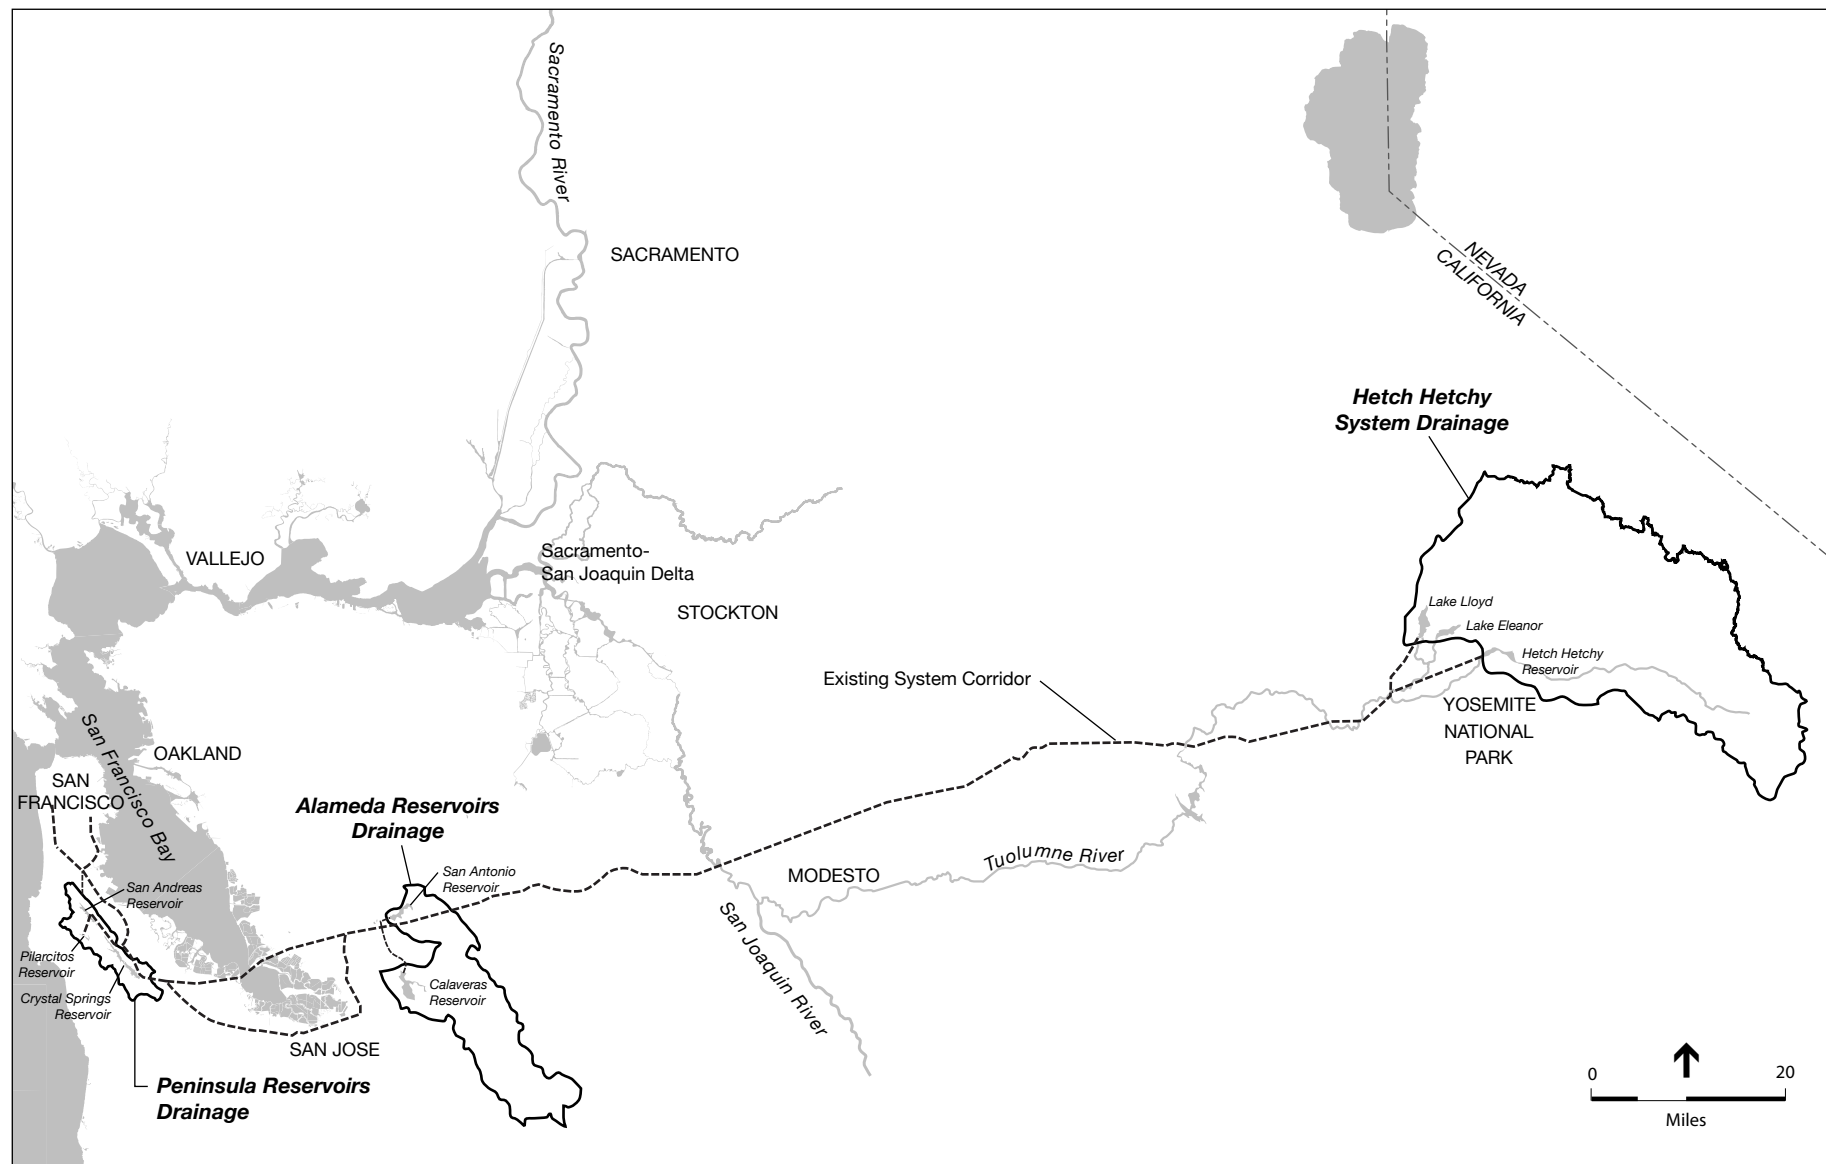 Sacramento River
SACRAMENTO
NEVADA
CALIFORNIA
Hetch Hetchy
System Drainage
VALLEJO
Sacramento-
San Joaquin Delta
STOCKTON
Lake Lloyd
Lake Eleanor
Hetch Hetchy
Reservoir
Existing System Corridor
YOSEMITE
NATIONAL
PARK
San Francisco Bay
OAKLAND
SAN
FRANCISCO
Alameda Reservoirs
Drainage
San Antonio
Reservoir
MODESTO
Tuolumne River
San Andreas
Reservoir
San Joaquin River
Pilarcitos
Reservoir
Crystal Springs
Reservoir
Calaveras
Reservoir
SAN JOSE
Peninsula Reservoirs
Drainage
0 20
Miles